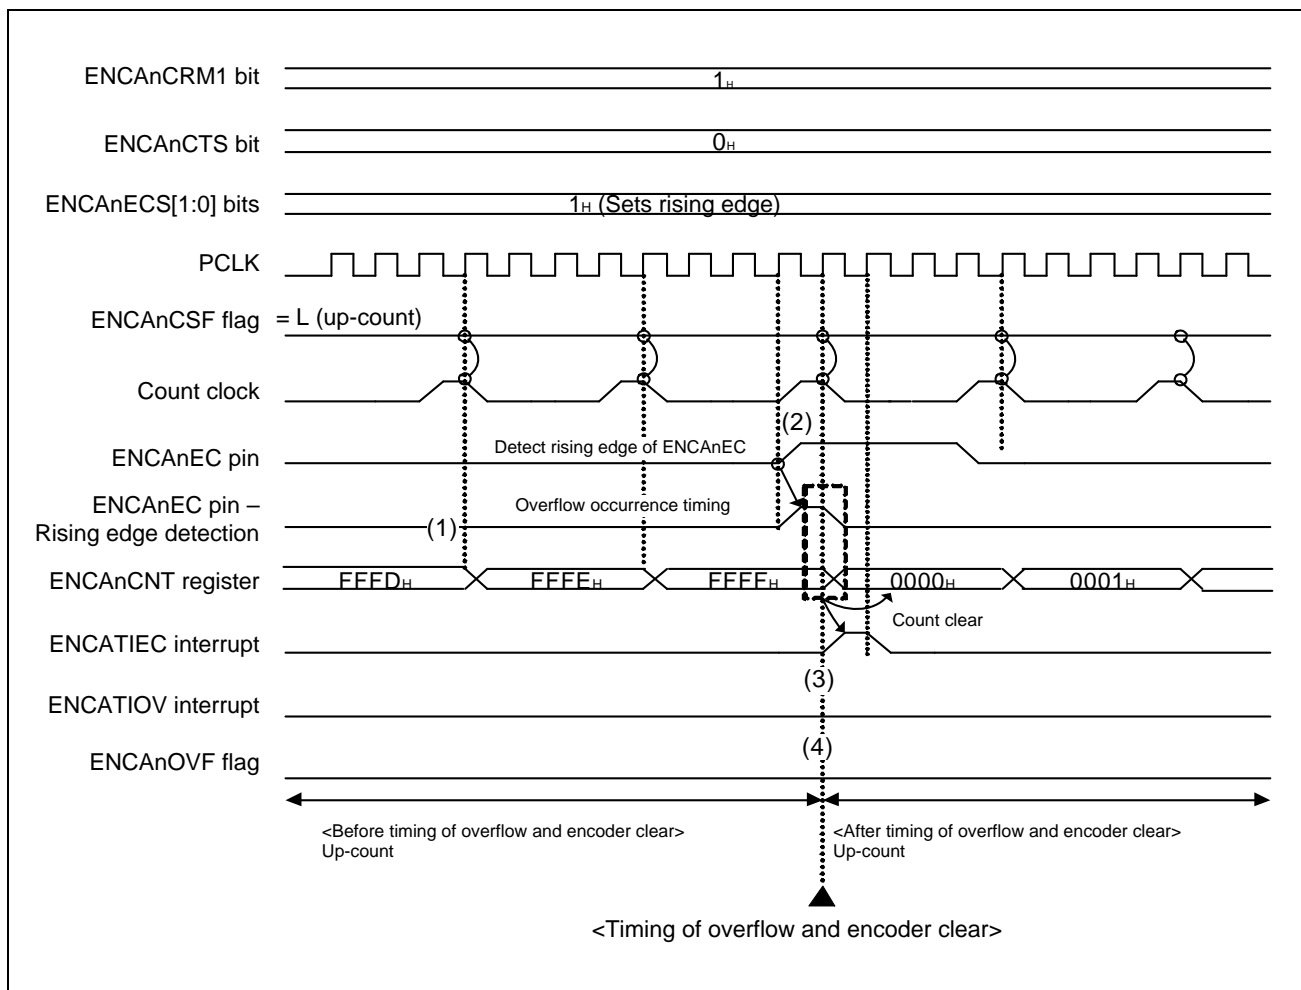 ENCAnCRM1 bit
1H
ENCAnCTS bit
0H
ENCAnECS[1:0] bits
1H (Sets rising edge)
PCLK
ENCAnCSF flag = L (up-count)
Count clock
(2)
ENCAnEC pin
Detect rising edge of ENCAnEC
ENCAnEC pin –
Rising edge detection
(1)
Overflow occurrence timing
ENCAnCNT register
FFFDH
FFFEH
FFFFH
0000H
0001H
Count clear
ENCATIEC interrupt
(3)
ENCATIOV interrupt
(4)
ENCAnOVF flag
<Before timing of overflow and encoder clear>
Up-count
<After timing of overflow and encoder clear>
Up-count
<Timing of overflow and encoder clear>